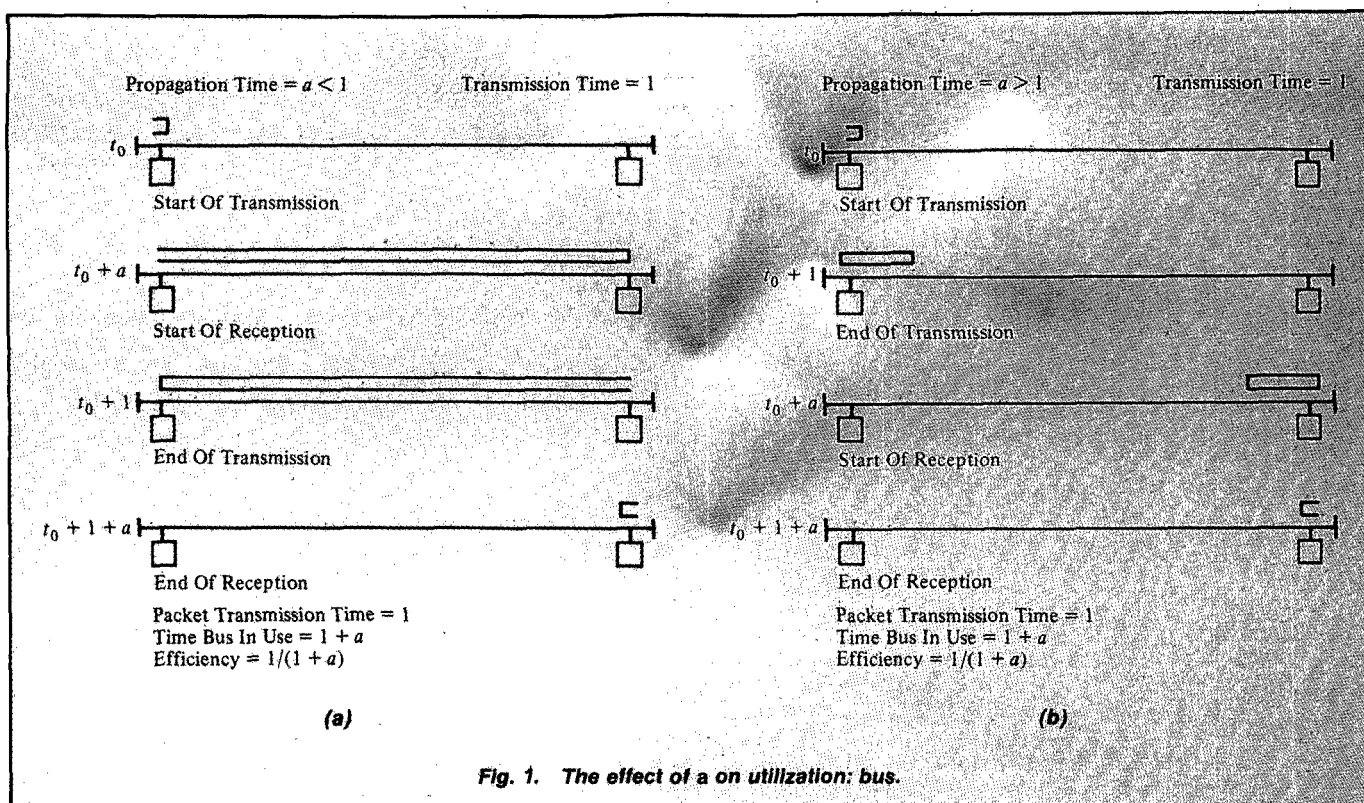 Propagation Time = a < 1
Transmission Time = 1
t0
Start Of Transmission
t0 + a
Start Of Reception
t0 + 1
End Of Transmission
t0 + 1 + a
End Of Reception
Packet Transmission Time = 1
Time Bus In Use = 1 + a
Efficiency = 1/(1 + a)
(a)
Propagation Time = a > 1
Transmission Time = 1
t0
Start Of Transmission
t0 + 1
End Of Transmission
t0 + a
Start Of Reception
t0 + 1 + a
End Of Reception
Packet Transmission Time = 1
Time Bus In Use = 1 + a
Efficiency = 1/(1 + a)
(b)
Fig. 1. The effect of a on utilization: bus.